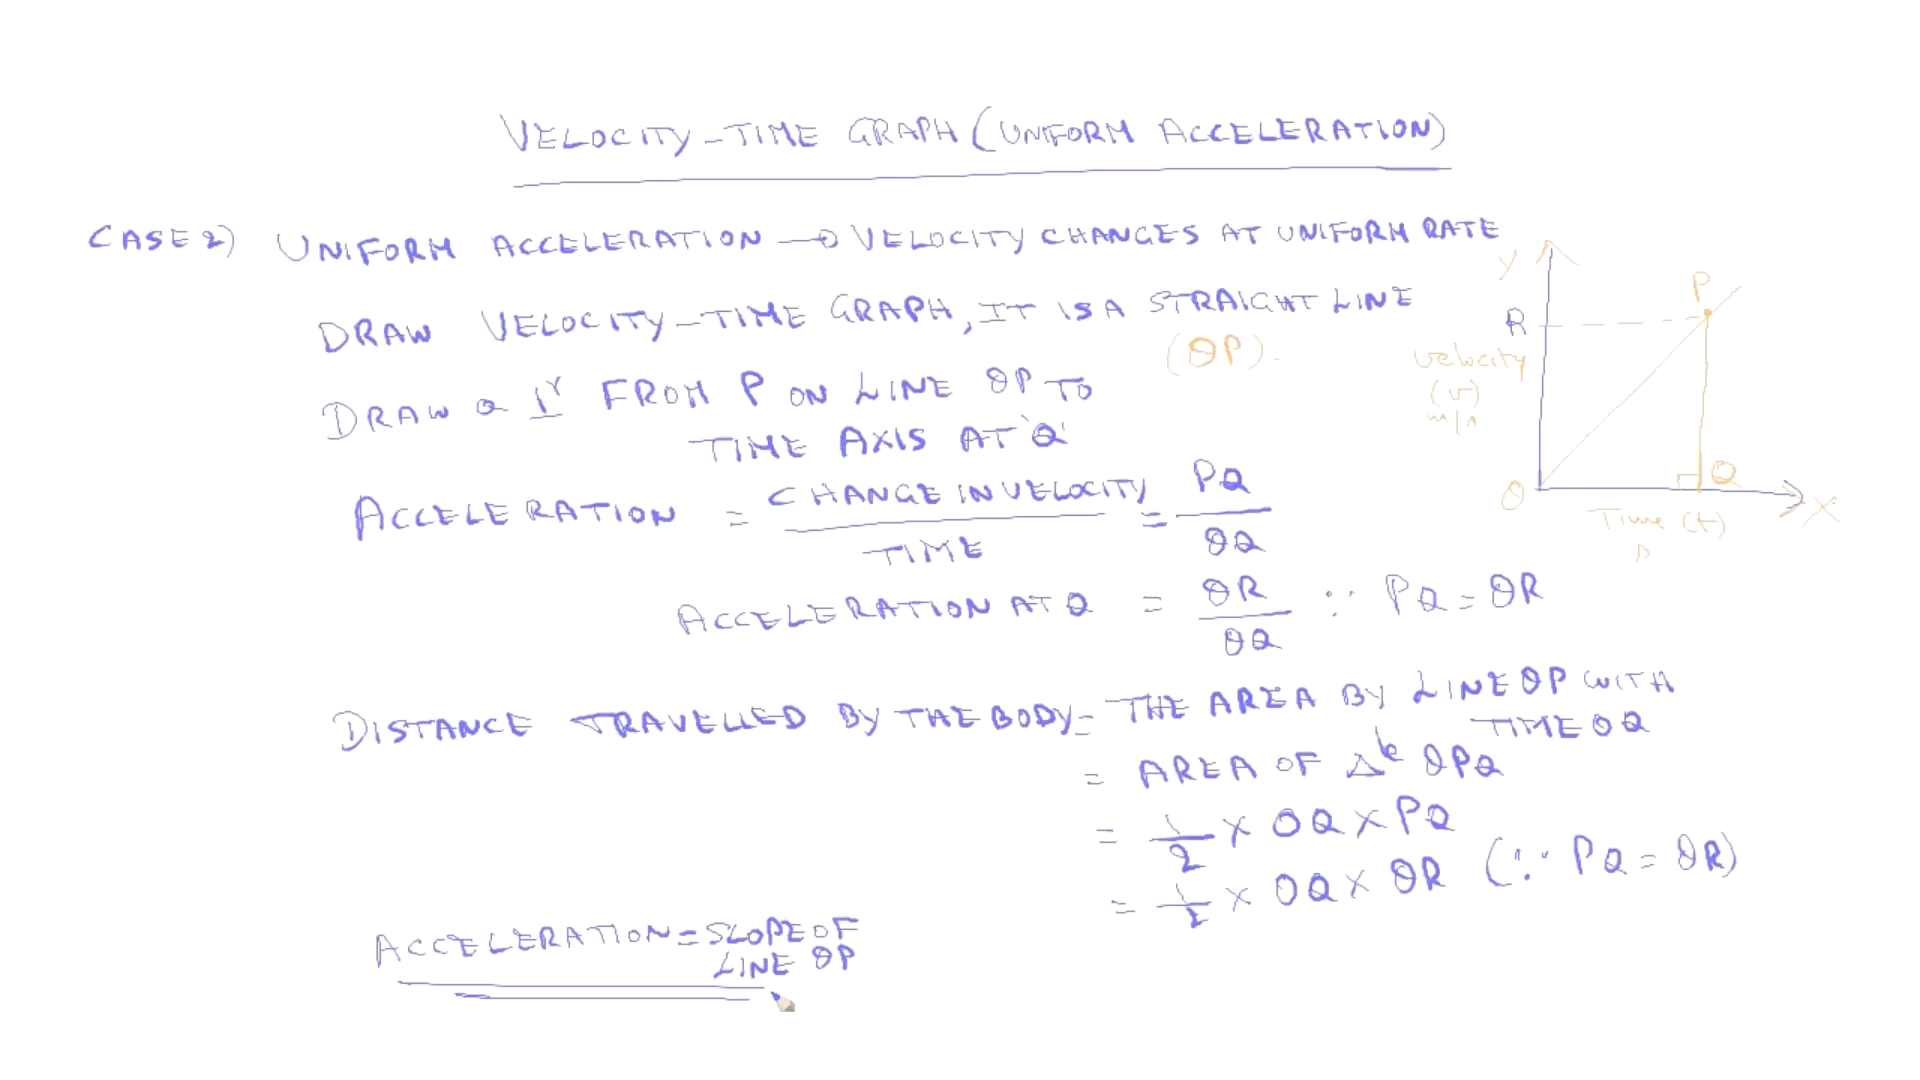 VELOCITY-TIME GRAPH (UNIFORM ACCELERATION)
CASE 2) UNIFORM ACCELERATION → VELOCITY CHANGES AT UNIFORM RATE
DRAW VELOCITY-TIME GRAPH, IT IS A STRAIGHT LINE
(OP).
DRAW a ⊥r FROM P ON LINE OP TO
TIME AXIS AT 'Q'
ACCELERATION = CHANGE IN VELOCITY / TIME = PQ / OQ
ACCELERATION AT Q = OR / OQ ∵ PQ = OR
DISTANCE TRAVELLED BY THE BODY = THE AREA BY LINE OP WITH
TIME OQ
= AREA OF Δle OPQ
= 1/2 × OQ × PQ
= 1/2 × OQ × OR (∵ PQ = OR)
ACCELERATION = SLOPE OF
LINE OP
Y
P
R
velocity
(v)
m/s
O
Q
X
Time (t)